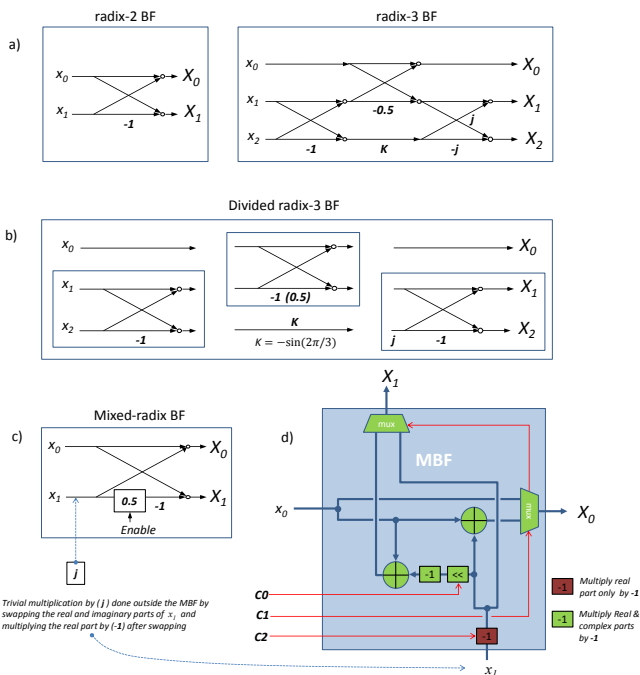 radix-2 BF
radix-3 BF
a)
x0
X0
x1
X1
-1
x0
X0
x1
-0.5
X1
j
x2
X2
-1
K
-j
Divided radix-3 BF
b)
x0
X0
x1
X1
-1 (0.5)
x2
-1
K
K = −sin(2π/3)
j
-1
X2
Mixed-radix BF
c)
x0
X0
x1
0.5
-1
X1
Enable
j
Trivial multiplication by ( j ) done outside the MBF by
swapping the real and imaginary parts of x1 and
multiplying the real part by (-1) after swapping
d)
X1
mux
MBF
x0
mux
X0
-1
<<
C0
C1
C2
-1
x1
-1
Multiply real
part only by -1
-1
Multiply Real &
complex parts
by -1